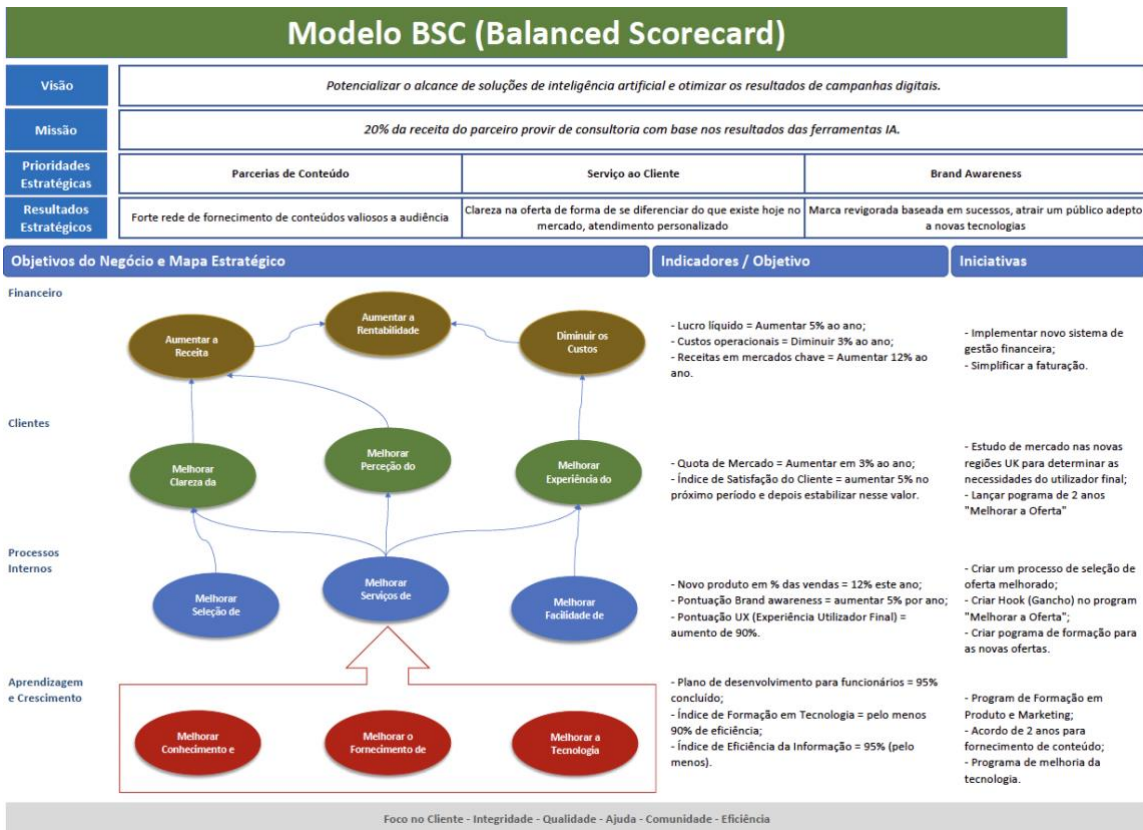 Modelo BSC (Balanced Scorecard)
Visão
Potencializar o alcance de soluções de inteligência artificial e otimizar os resultados de campanhas digitais.
Missão
20% da receita do parceiro provir de consultoria com base nos resultados das ferramentas IA.
Prioridades
Estratégicas
Parcerias de Conteúdo
Serviço ao Cliente
Brand Awareness
Resultados
Estratégicos
Forte rede de fornecimento de conteúdos valiosos a audiência
Clareza na oferta de forma de se diferenciar do que existe hoje no
mercado, atendimento personalizado
Marca revigorada baseada em sucessos, atrair um público adepto
a novas tecnologias
Objetivos do Negócio e Mapa Estratégico
Indicadores / Objetivo
Iniciativas
Financeiro
Aumentar a
Receita
Aumentar a
Rentabilidade
Diminuir os
Custos
- Lucro líquido = Aumentar 5% ao ano;
- Custos operacionais = Diminuir 3% ao ano;
- Receitas em mercados chave = Aumentar 12% ao
ano.
- Implementar novo sistema de
gestão financeira;
- Simplificar a faturação.
Clientes
Melhorar
Clareza da
Melhorar
Perceção do
Melhorar
Experiência do
- Quota de Mercado = Aumentar em 3% ao ano;
- Índice de Satisfação do Cliente = aumentar 5% no
próximo período e depois estabilizar nesse valor.
- Estudo de mercado nas novas
regiões UK para determinar as
necesidades do utilizador final;
- Lançar pograma de 2 anos
"Melhorar a Oferta"
Processos
Internos
Melhorar
Seleção de
Melhorar
Serviços de
Melhorar
Facilidade de
- Novo produto em % das vendas = 12% este ano;
- Pontuação Brand awareness = aumentar 5% por ano;
- Pontuação UX (Experiência Utilizador Final) =
aumento de 90%.
- Criar um processo de seleção de
oferta melhorado;
- Criar Hook (Gancho) no program
"Melhorar a Oferta";
- Criar pograma de formação para
as novas ofertas.
Aprendizagem
e Crescimento
Melhorar
Conhecimento e
Melhorar o
Fornecimento de
Melhorar a
Tecnologia
- Plano de desenvolvimento para funcionários = 95%
concluído;
- Índice de Formação em Tecnologia = pelo menos
90% de eficiência;
- Índice de Eficiência da Informação = 95% (pelo
menos).
- Program de Formação em
Produto e Marketing;
- Acordo de 2 anos para
fornecimento de conteúdo;
- Programa de melhoria da
tecnologia.
Foco no Cliente - Integridade - Qualidade - Ajuda - Comunidade - Eficiência